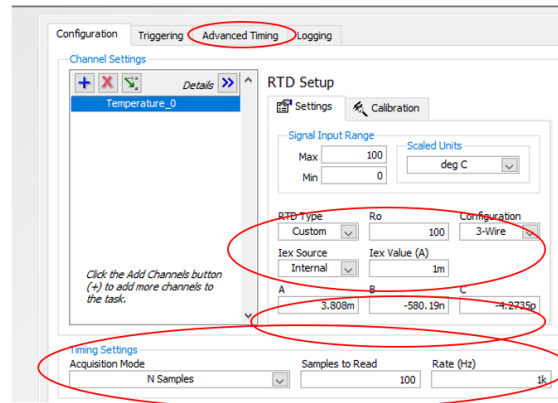 Configuration Triggering Advanced Timing Logging
Channel Settings
Details
Temperature_0
Click the Add Channels button
(+) to add more channels to
the task.
RTD Setup
Settings Calibration
Signal Input Range
Max 100
Min 0
Scaled Units
deg C
RTD Type Ro Configuration
Custom 100 3-Wire
Iex Source Iex Value (A)
Internal 1m
A B C
3.808m -580.19n -4.2735p
Timing Settings
Acquisition Mode Samples to Read Rate (Hz)
N Samples 100 1k